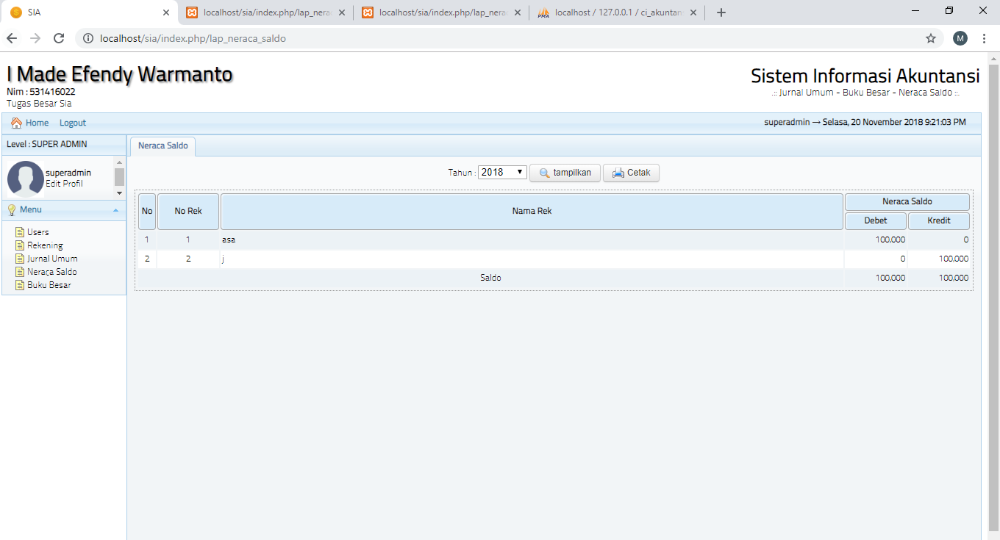 SIA
localhost/sia/index.php/lap_nera
localhost/sia/index.php/lap_nera
localhost / 127.0.0.1 / ci_akuntan
localhost/sia/index.php/lap_neraca_saldo
M
I Made Efendy Warmanto
Nim : 531416022
Tugas Besar Sia
Sistem Informasi Akuntansi
.:: Jurnal Umum - Buku Besar - Neraca Saldo ::.
Home Logout
superadmin → Selasa, 20 November 2018 9:21:03 PM
Level : SUPER ADMIN
superadmin
Edit Profil
Menu
Users
Rekening
Jurnal Umum
Neraca Saldo
Buku Besar
Neraca Saldo
Tahun : 2018 tampilkan Cetak
No No Rek Nama Rek Neraca Saldo
Debet Kredit
1 1 asa 100,000 0
2 2 j 0 100,000
Saldo 100,000 100,000